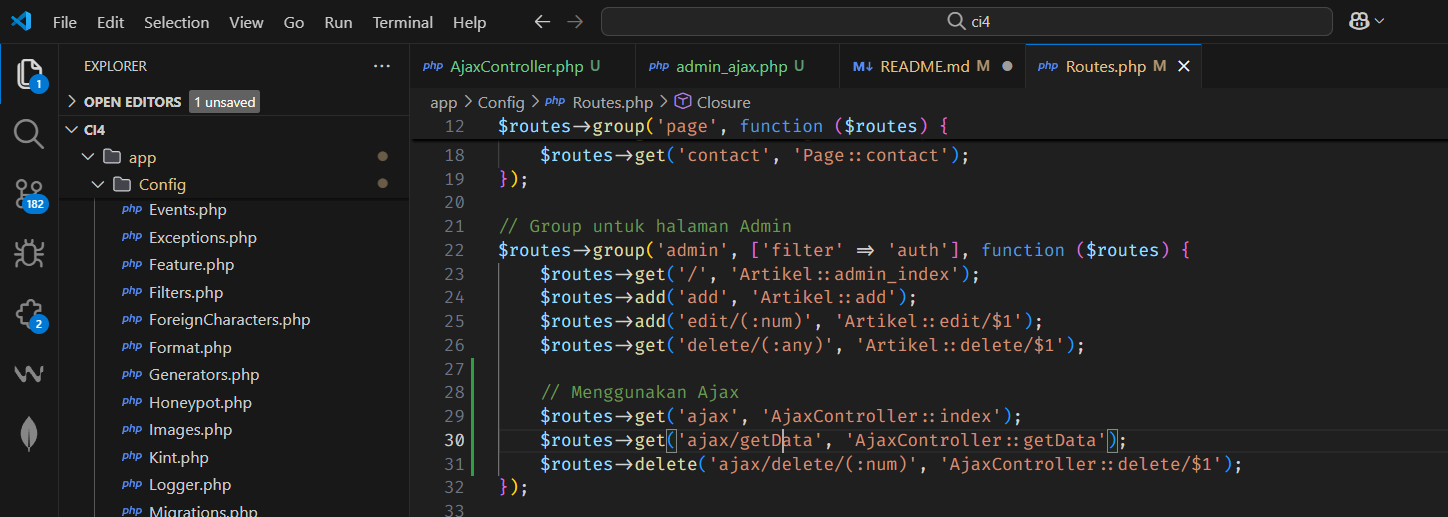 File Edit Selection View Go Run Terminal Help ci4
EXPLORER ...
OPEN EDITORS 1 unsaved
CI4
app
Config
php Events.php
php Exceptions.php
php Feature.php
php Filters.php
php ForeignCharacters.php
php Format.php
php Generators.php
php Honeypot.php
php Images.php
php Kint.php
php Logger.php
php Migrations.php
1
182
2
php AjaxController.php U php admin_ajax.php U M↓ README.md M ● php Routes.php M ×
app > Config > php Routes.php > Closure
12 $routes->group('page', function ($routes) {
18 $routes->get('contact', 'Page::contact');
19 });
20
21 // Group untuk halaman Admin
22 $routes->group('admin', ['filter' => 'auth'], function ($routes) {
23 $routes->get('/', 'Artikel::admin_index');
24 $routes->add('add', 'Artikel::add');
25 $routes->add('edit/(:num)', 'Artikel::edit/$1');
26 $routes->get('delete/(:any)', 'Artikel::delete/$1');
27
28 // Menggunakan Ajax
29 $routes->get('ajax', 'AjaxController::index');
30 $routes->get('ajax/getData', 'AjaxController::getData');
31 $routes->delete('ajax/delete/(:num)', 'AjaxController::delete/$1');
32 });
33